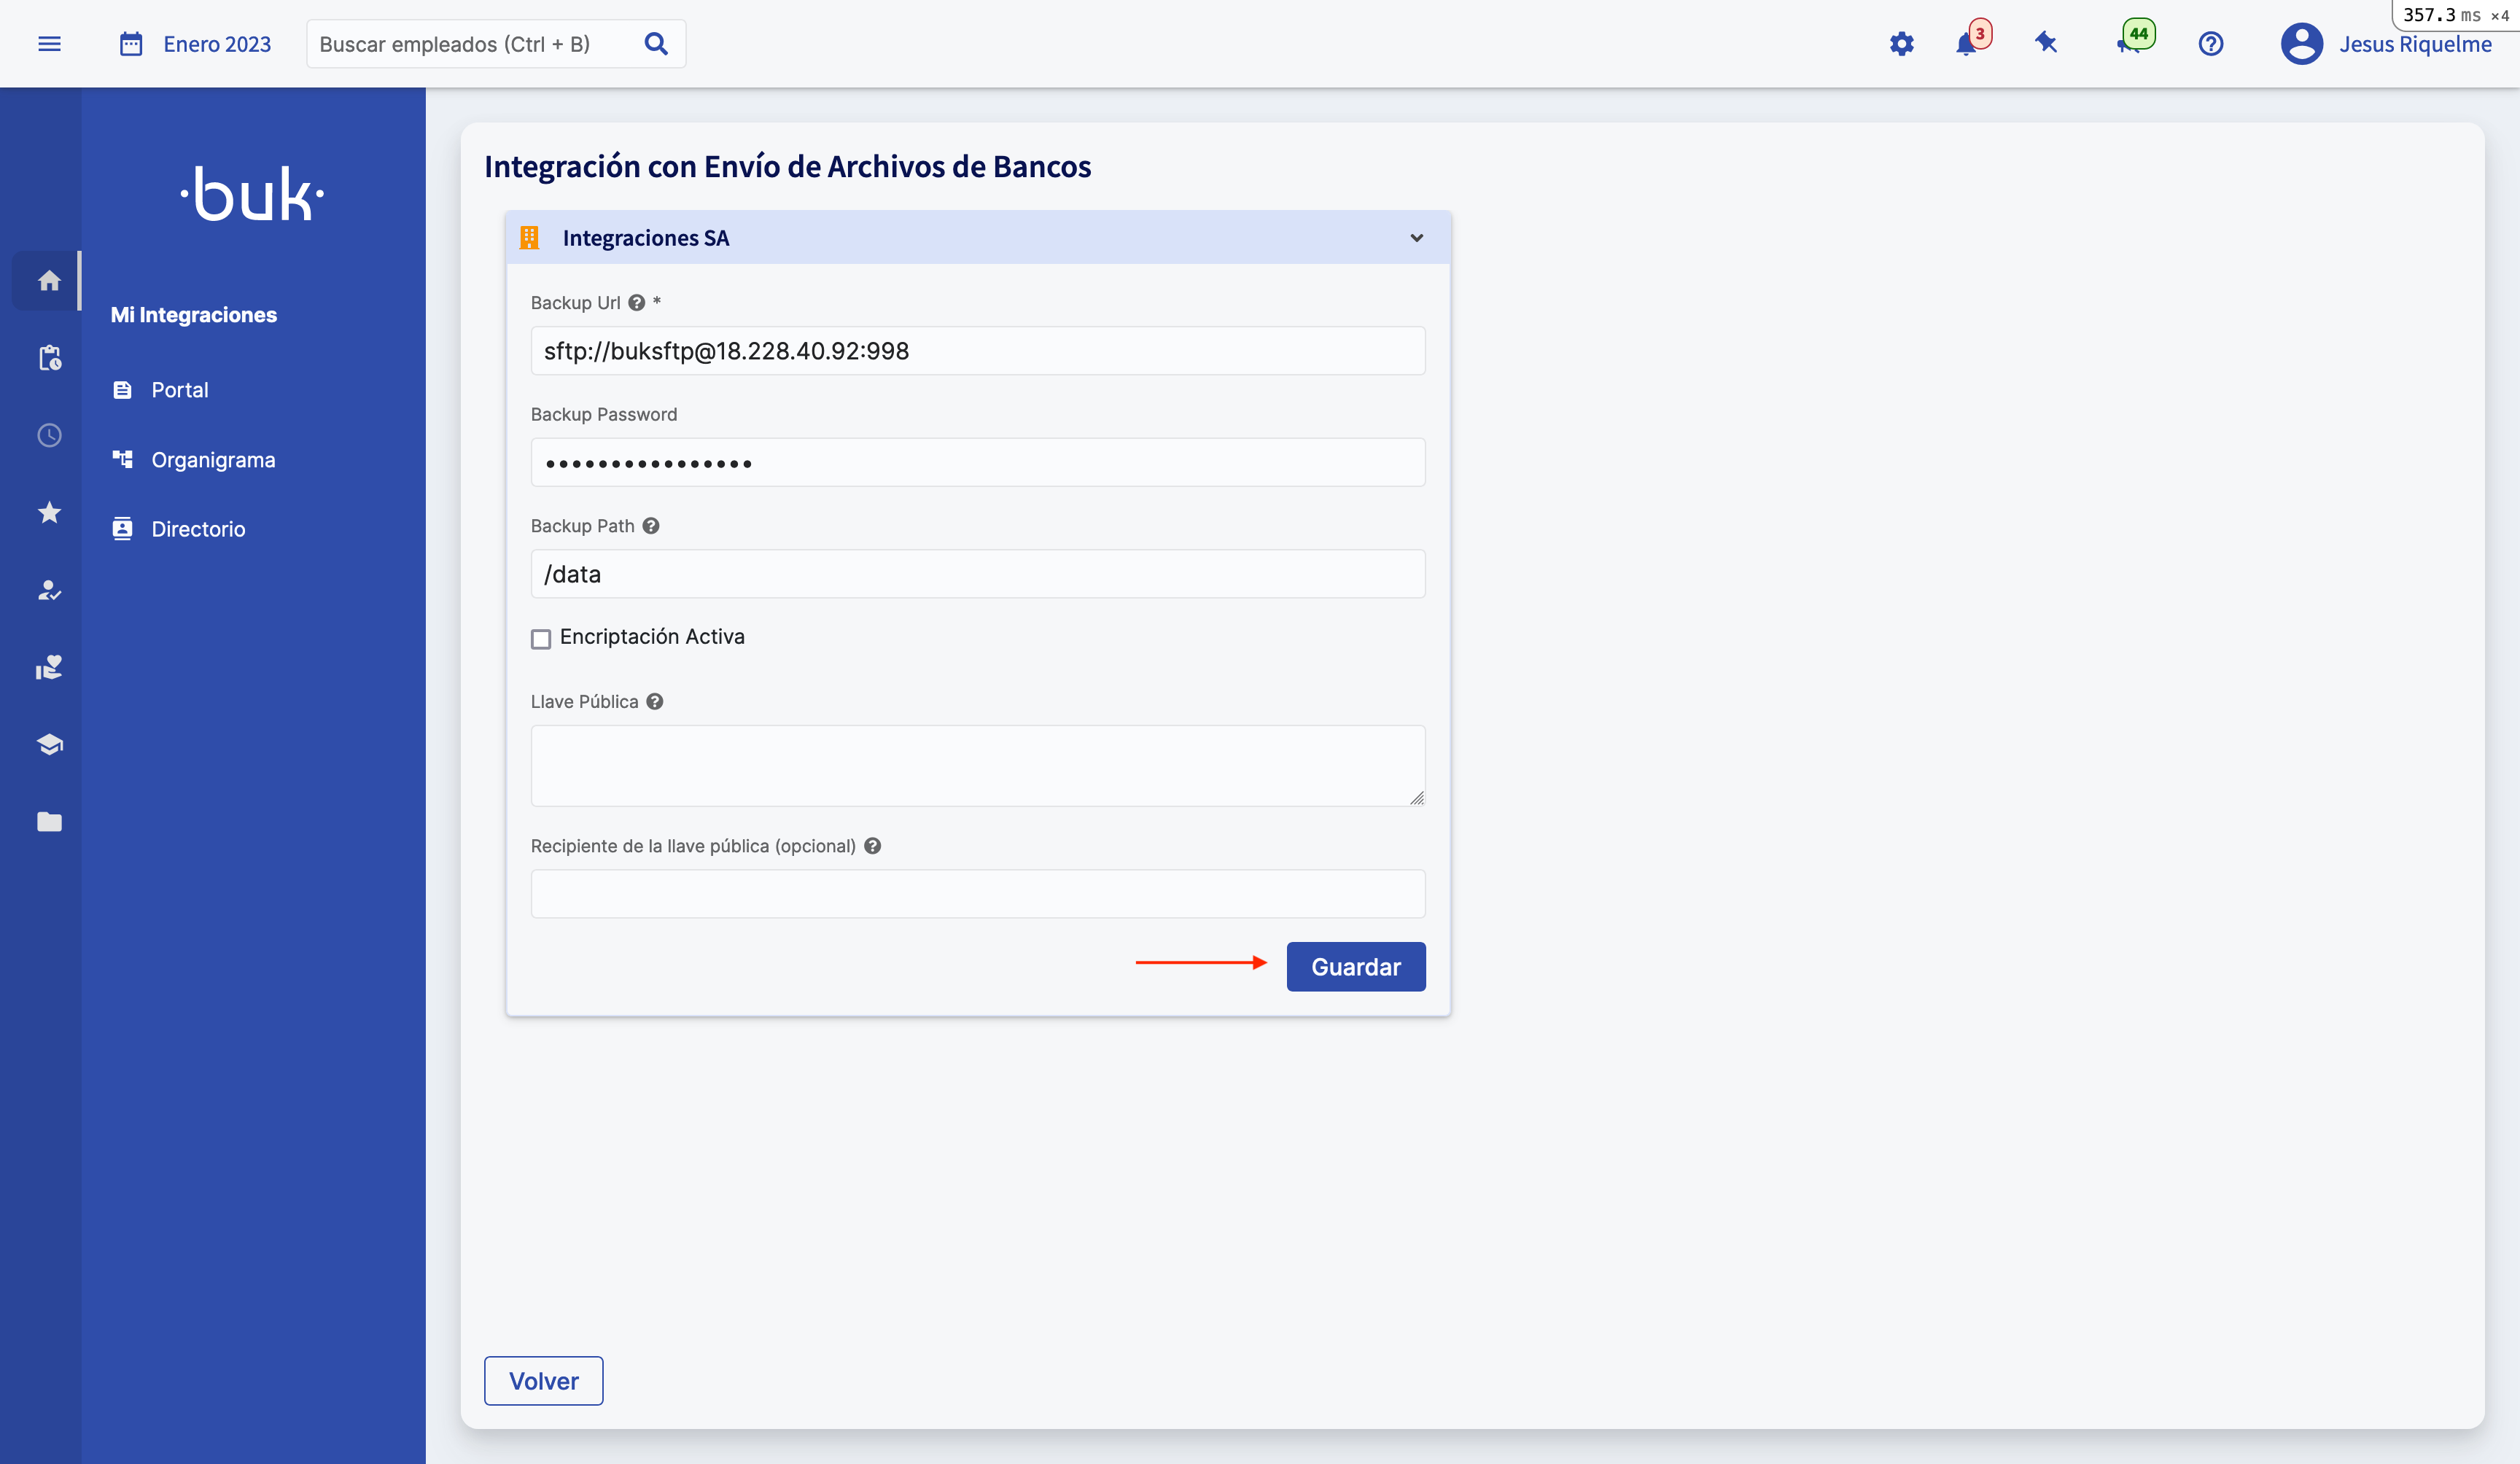 357.3 ms ×4
Enero 2023
Buscar empleados (Ctrl + B)
3
44
Jesus Riquelme
·buk·
Mi Integraciones
Portal
Organigrama
Directorio
Integración con Envío de Archivos de Bancos
Integraciones SA
Backup Url ? *
sftp://buksftp@18.228.40.92:998
Backup Password
••••••••••••••••
Backup Path ?
/data
Encriptación Activa
Llave Pública ?
Recipiente de la llave pública (opcional) ?
Guardar
Volver